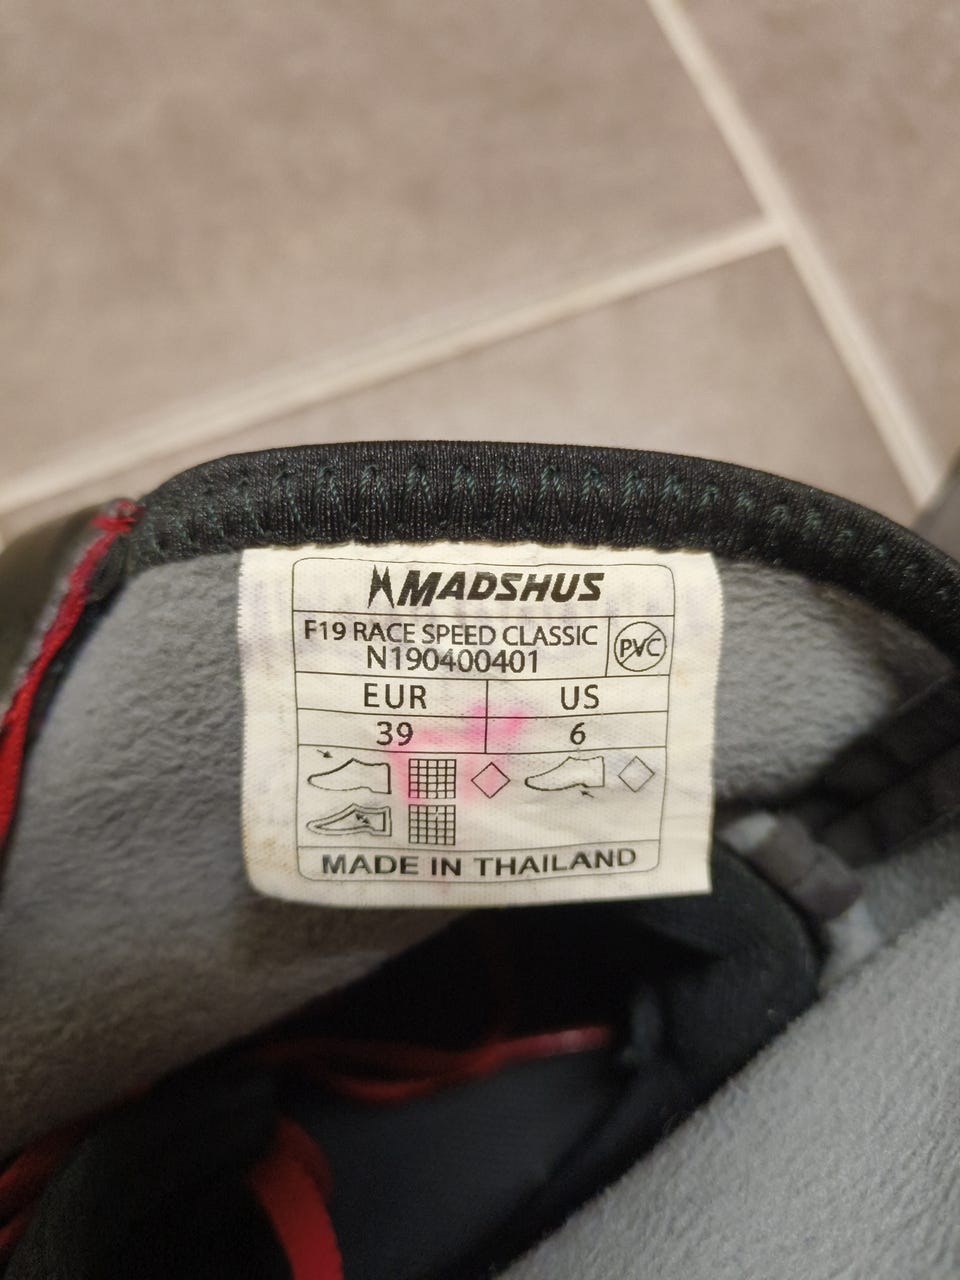 MADSHUS
F19 RACE SPEED CLASSIC
N190400401
PVC
EUR US
39 6
MADE IN THAILAND